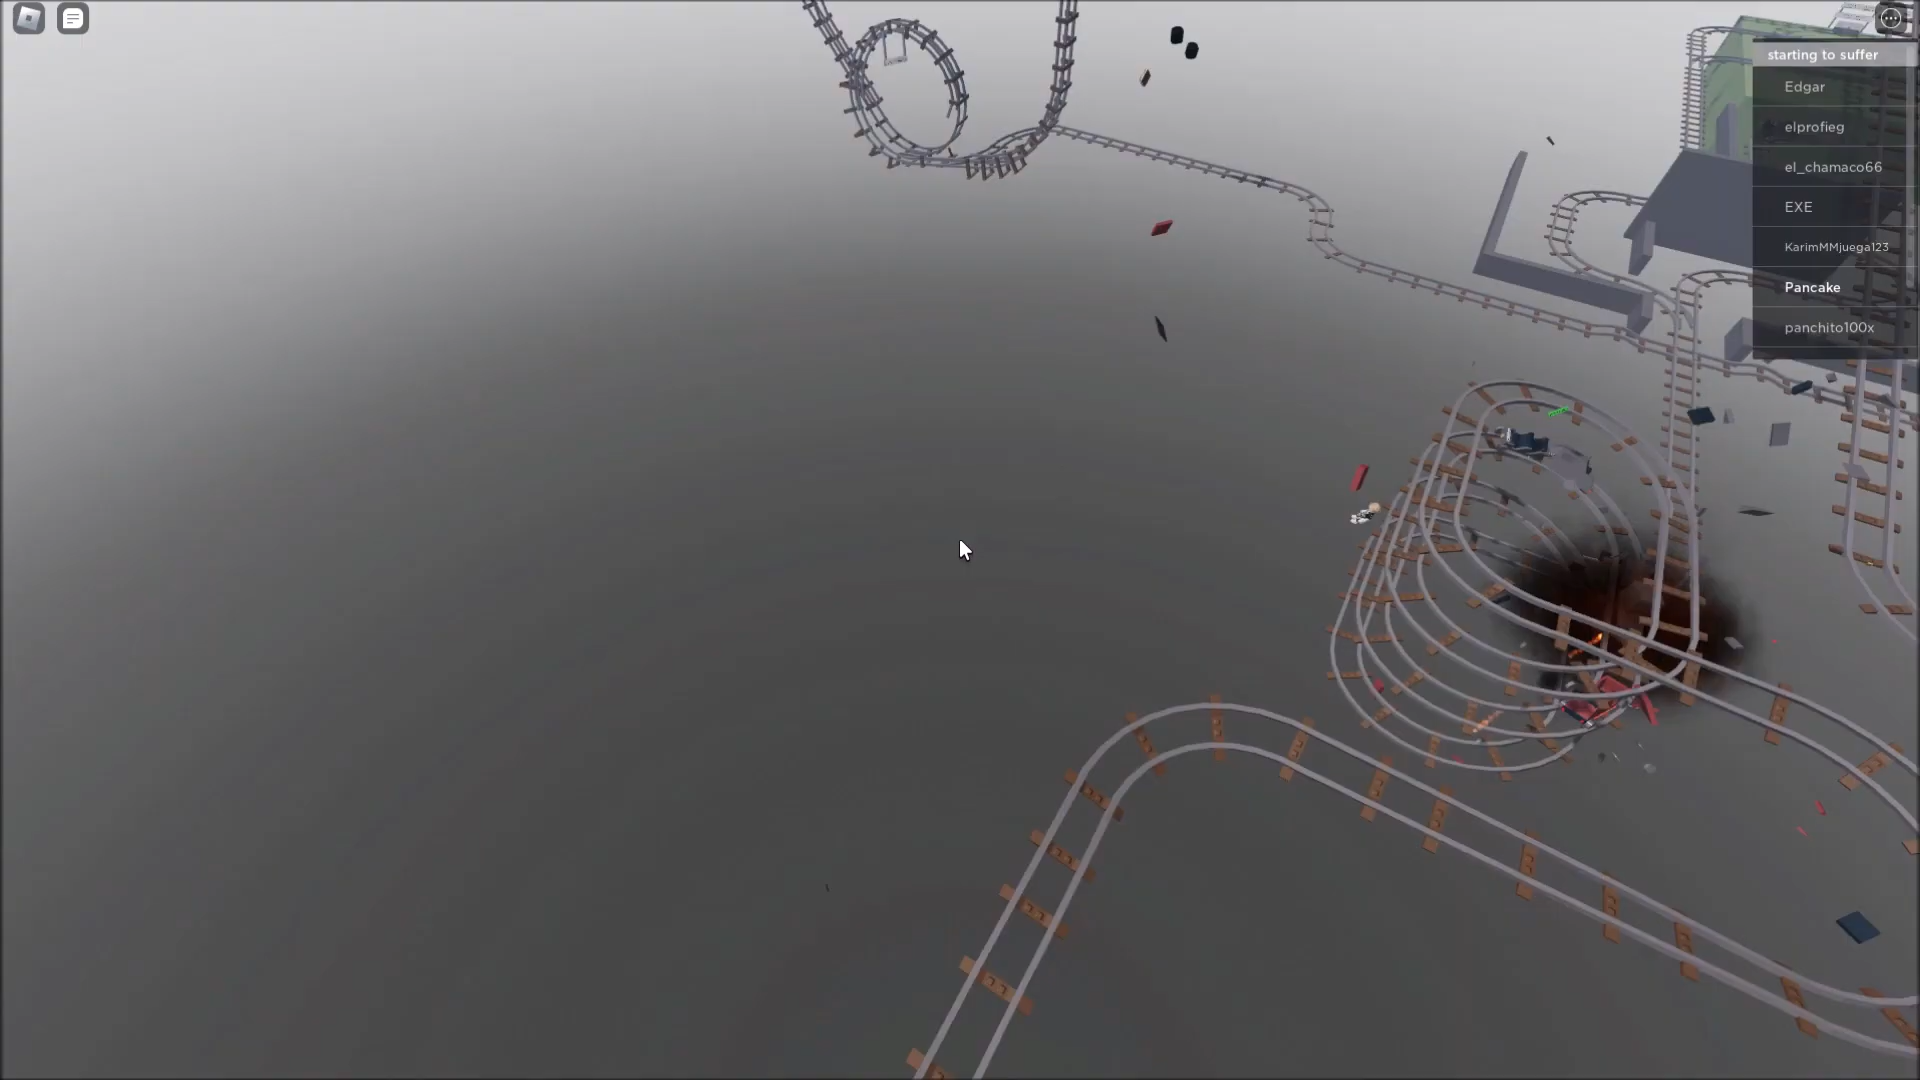 starting to suffer
Edgar
elprofieg
el_chamaco66
EXE
KarimMMjuega123
Pancake
panchito100x